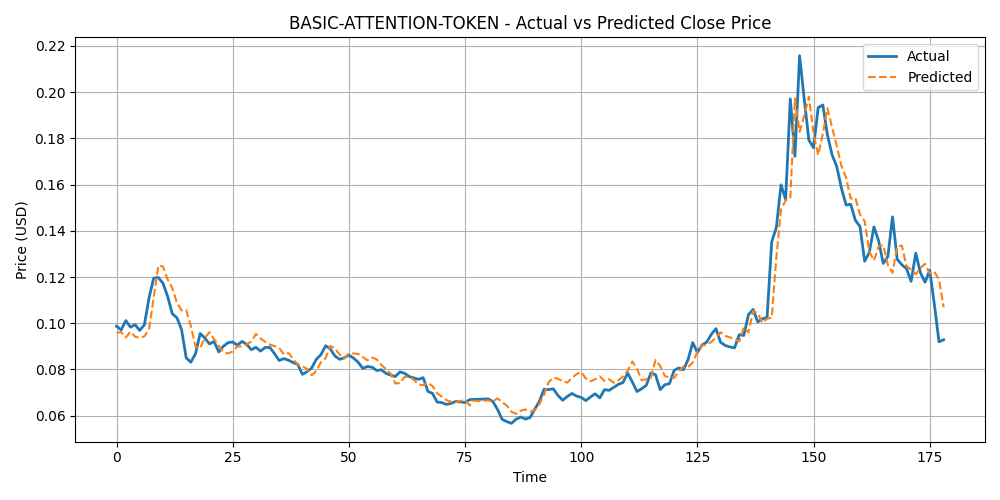 BASIC-ATTENTION-TOKEN - Actual vs Predicted Close Price
Actual
Predicted
Price (USD)
0.22
0.20
0.18
0.16
0.14
0.12
0.10
0.08
0.06
0 25 50 75 100 125 150 175
Time